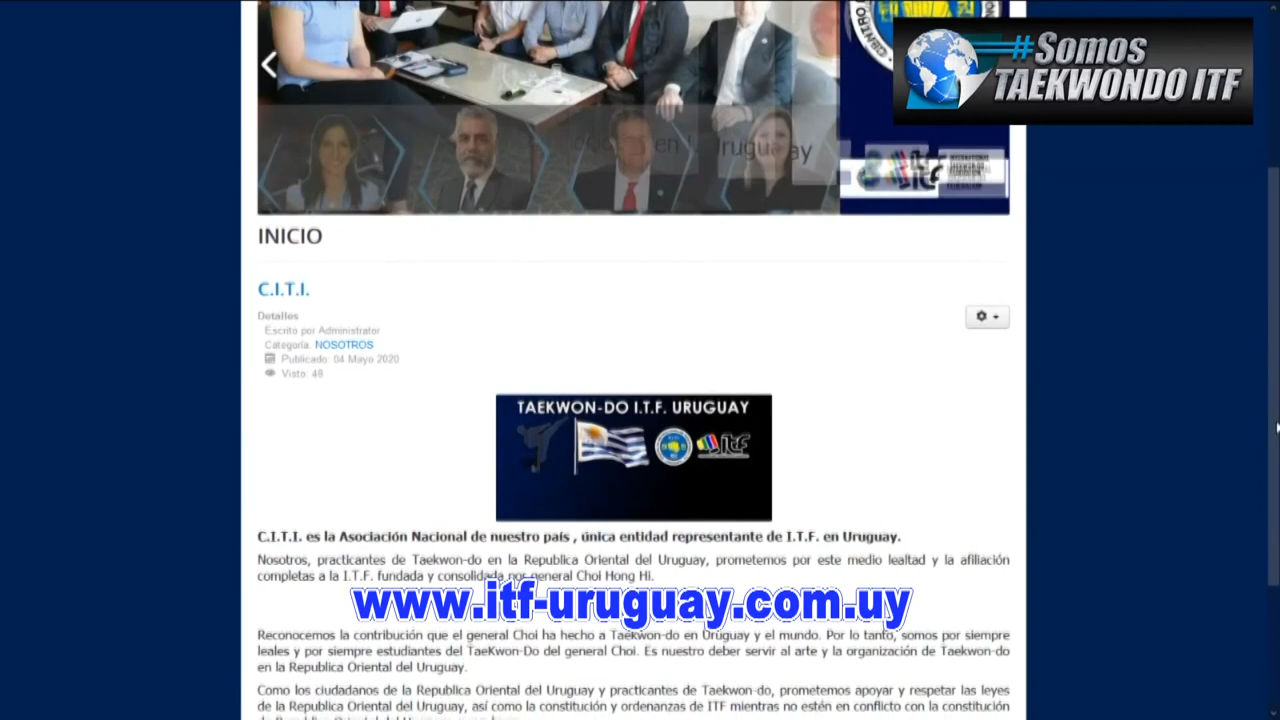 #Somos
TAEKWONDO ITF
en Uruguay
INICIO
C.I.T.I.
Detalles
Escrito por Administrator
Categoría: NOSOTROS
Publicado: 04 Mayo 2020
Visto: 48
TAEKWON-DO I.T.F. URUGUAY
itf
C.I.T.I. es la Asociación Nacional de nuestro país , única entidad representante de I.T.F. en Uruguay.
Nosotros, practicantes de Taekwon-do en la Republica Oriental del Uruguay, prometemos por este medio lealtad y la afiliación
completas a la I.T.F. fundada y consolidada por general Choi Hong Hi.
www.itf-uruguay.com.uy
Reconocemos la contribución que el general Choi ha hecho a Taekwon-do en Uruguay y el mundo. Por lo tanto, somos por siempre
leales y por siempre estudiantes del TaeKwon-Do del general Choi. Es nuestro deber servir al arte y la organización de Taekwon-do
en la Republica Oriental del Uruguay.
Como los ciudadanos de la Republica Oriental del Uruguay y practicantes de Taekwon-do, prometemos apoyar y respetar las leyes
de la Republica Oriental del Uruguay, así como la constitución y ordenanzas de ITF mientras no estén en conflicto con la constitución